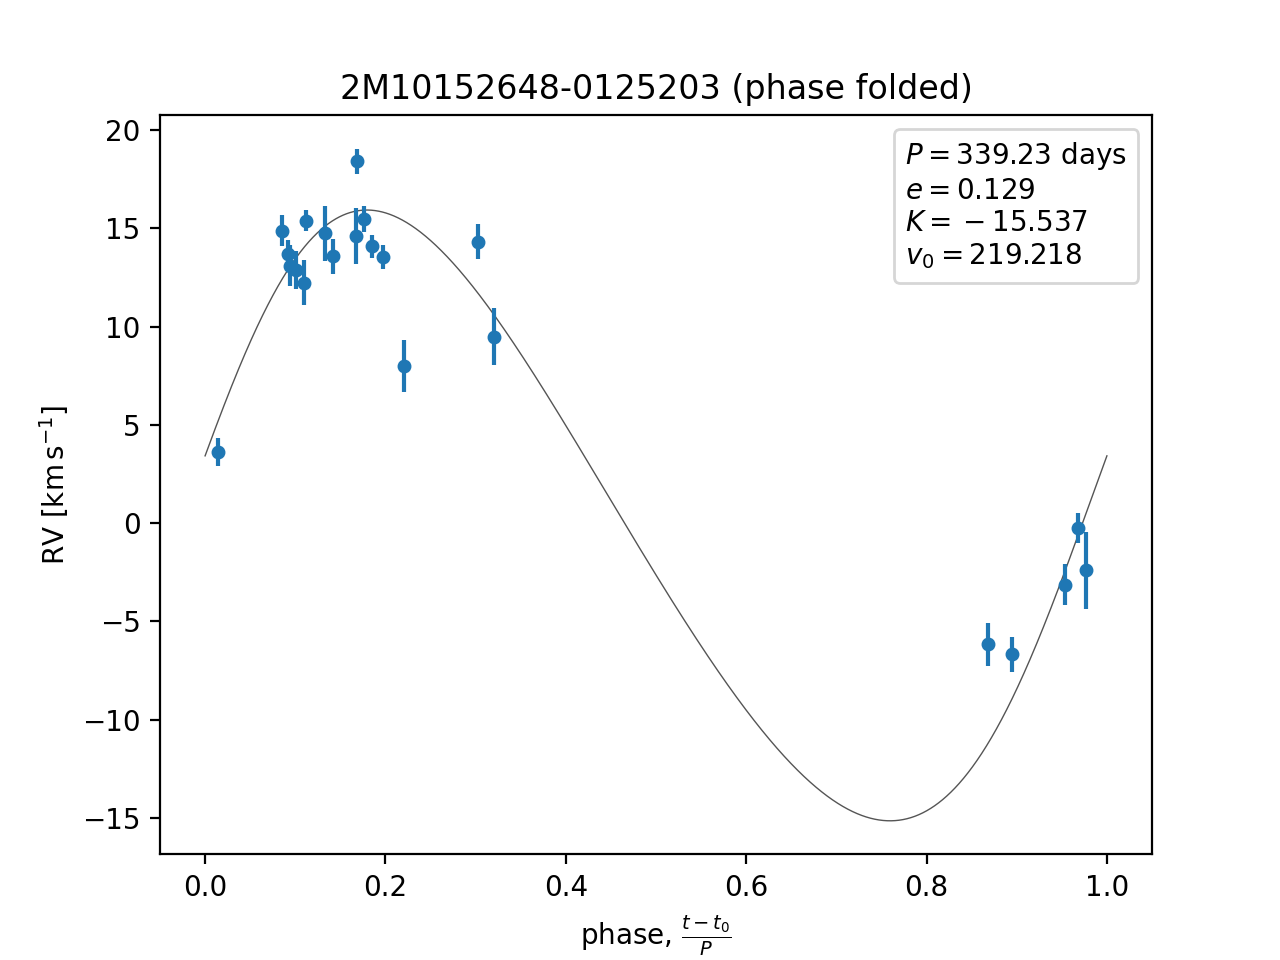 2M10152648-0125203 (phase folded)
P = 339.23 days
e = 0.129
K = −15.537
v₀ = 219.218
20
15
10
5
0
−5
−10
−15
RV [km s⁻¹]
0.0 0.2 0.4 0.6 0.8 1.0
phase, (t − t₀)/P